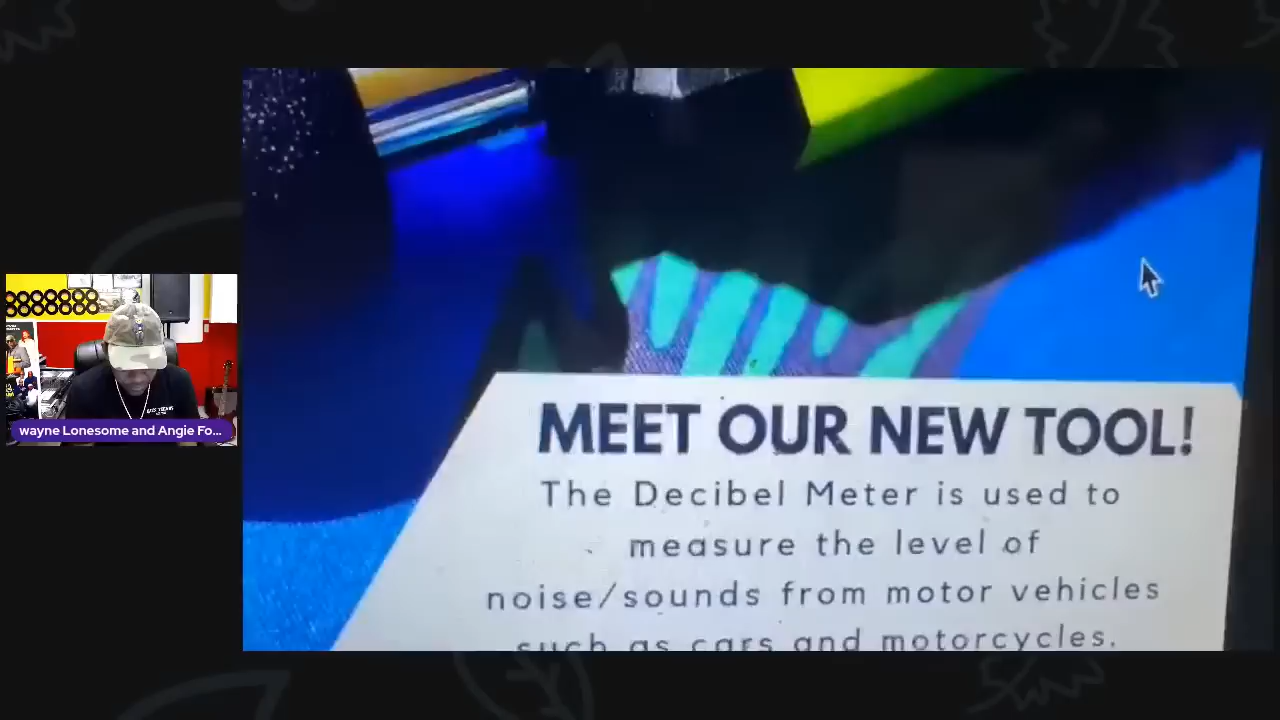 MEET OUR NEW TOOL!
The Decibel Meter is used to
measure the level of
noise/sounds from motor vehicles
such as cars and motorcycles.
wayne Lonesome and Angie Fo...